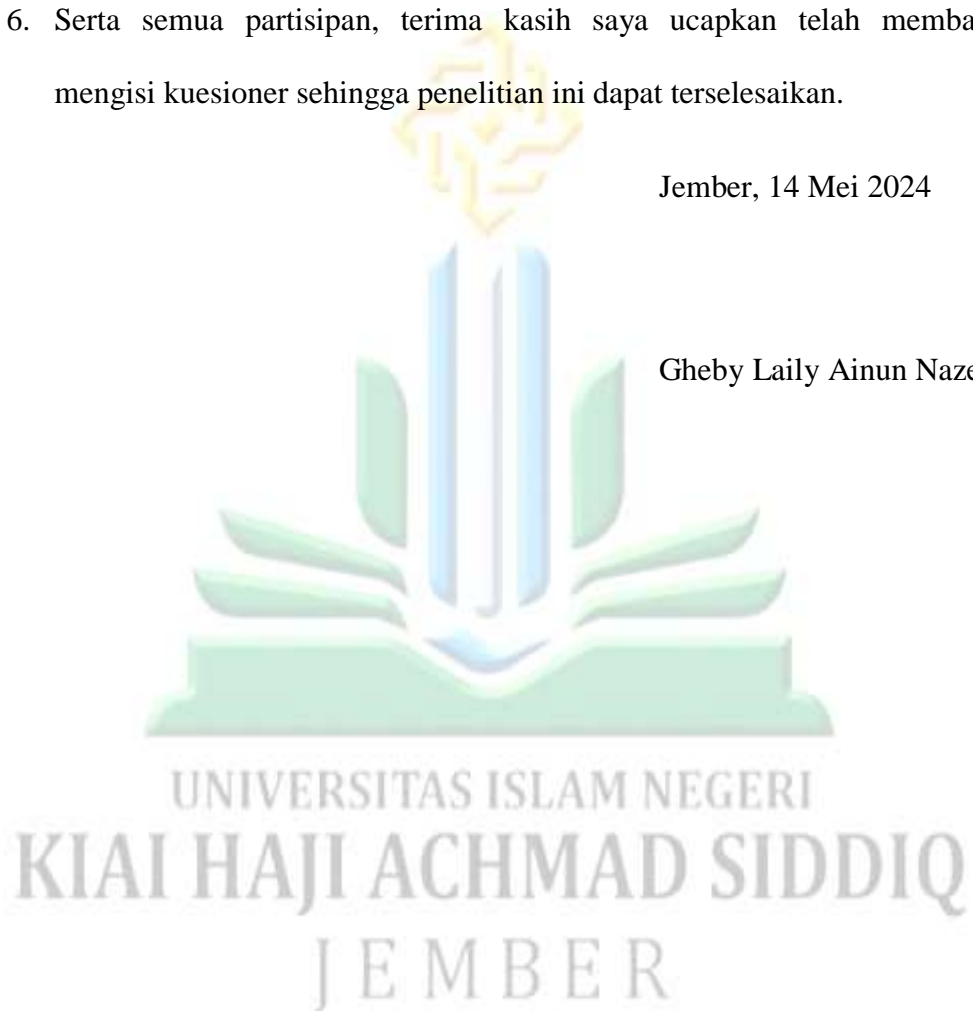 6. Serta semua partisipan, terima kasih saya ucapkan telah memba
mengisi kuesioner sehingga penelitian ini dapat terselesaikan.
Jember, 14 Mei 2024
Gheby Laily Ainun Naze
UNIVERSITAS ISLAM NEGERI
KIAI HAJI ACHMAD SIDDIQ
JEMBER